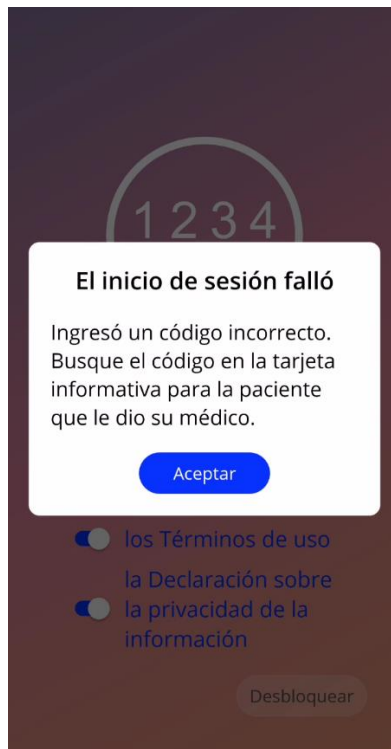 1234
El inicio de sesión falló
Ingresó un código incorrecto.
Busque el código en la tarjeta
informativa para la paciente
que le dio su médico.
Aceptar
los Términos de uso
la Declaración sobre
la privacidad de la
información
Desbloquear